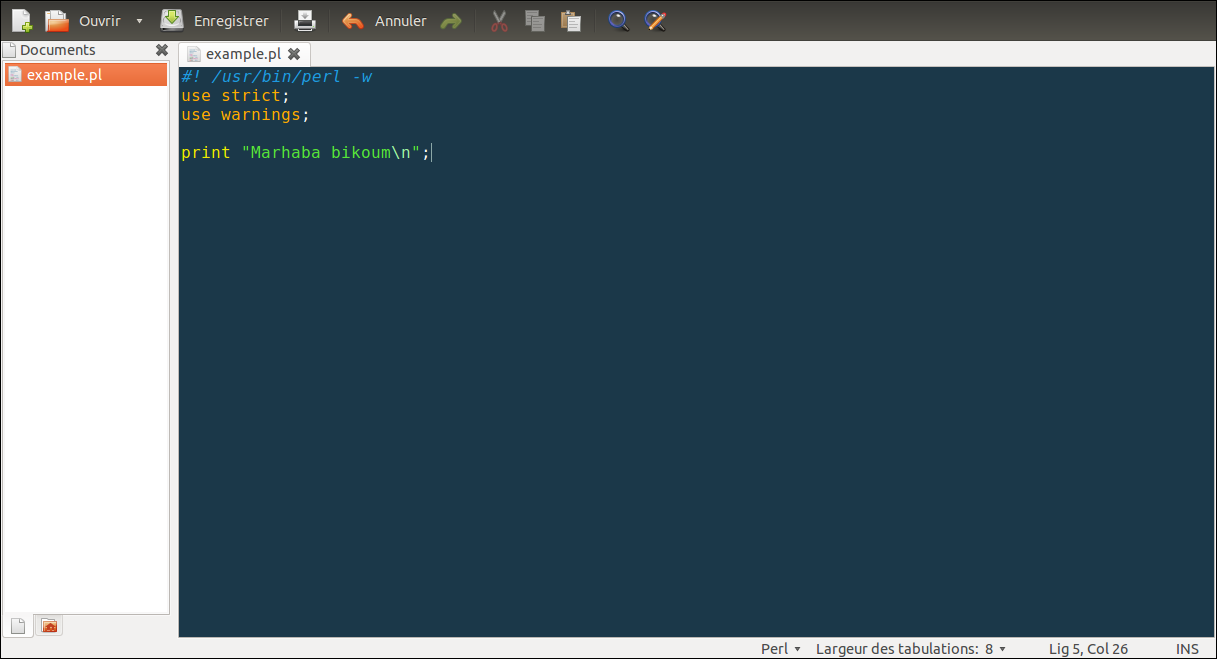 Ouvrir Enregistrer Annuler
Documents
example.pl
example.pl
#! /usr/bin/perl -w
use strict;
use warnings;
print "Marhaba bikoum\n";
Perl Largeur des tabulations: 8 Lig 5, Col 26 INS